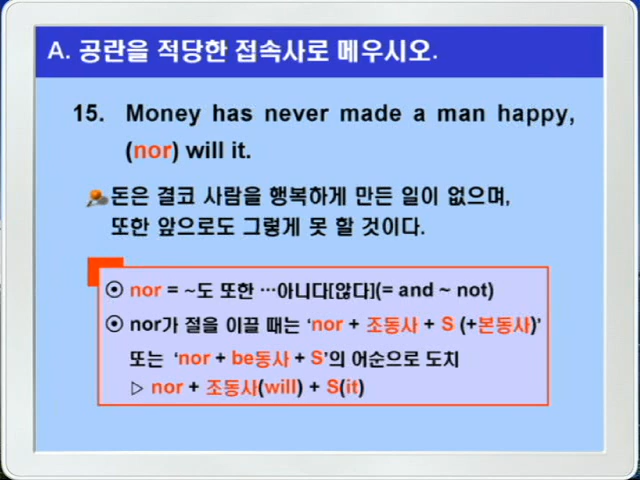 A. 공란을 적당한 접속사로 메우시오.
15. Money has never made a man happy,
(nor) will it.
돈은 결코 사람을 행복하게 만든 일이 없으며,
또한 앞으로도 그렇게 못 할 것이다.
⊙ nor = ~도 또한 …아니다[않다](= and ~ not)
⊙ nor가 절을 이끌 때는 ‘nor + 조동사 + S (+본동사)’
또는 ‘nor + be동사 + S’의 어순으로 도치
▷ nor + 조동사(will) + S(it)